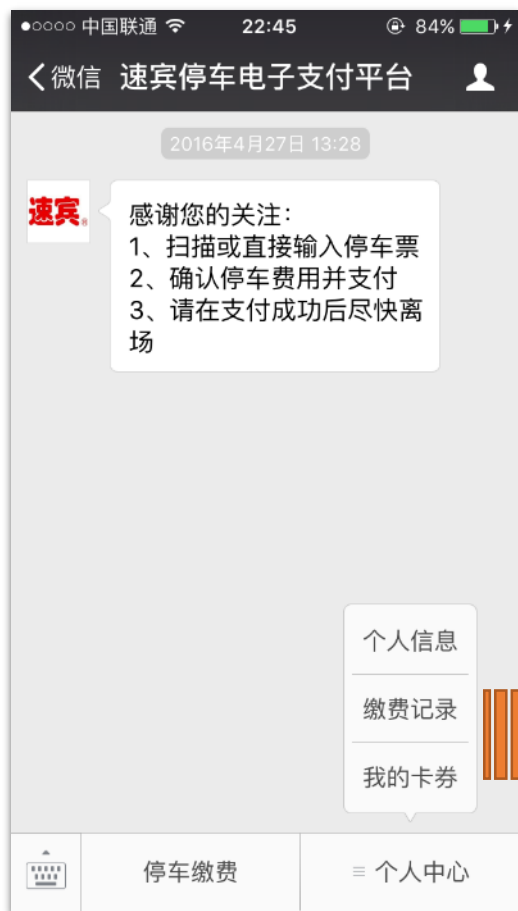 中国联通 22:45 84%
微信 速宾停车电子支付平台
2016年4月27日 13:28
速宾®
感谢您的关注：
1、扫描或直接输入停车票
2、确认停车费用并支付
3、请在支付成功后尽快离
场
个人信息
缴费记录
我的卡券
停车缴费 个人中心